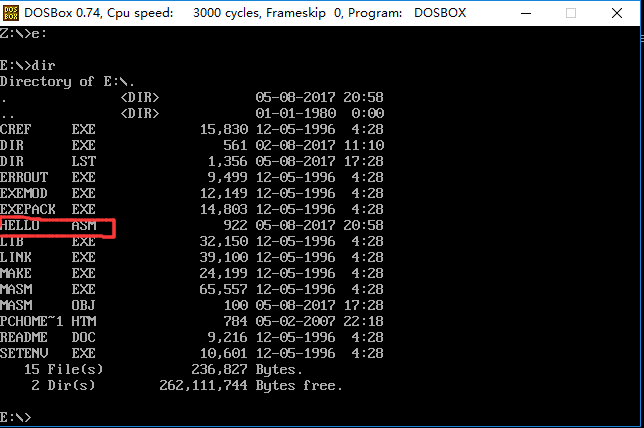 DOSBox 0.74, Cpu speed: 3000 cycles, Frameskip 0, Program: DOSBOX
Z:\>e:
E:\>dir
Directory of E:\.
. <DIR> 05-08-2017 20:58
.. <DIR> 01-01-1980 0:00
CREF EXE 15,830 12-05-1996 4:28
DIR EXE 561 02-08-2017 11:10
DIR LST 1,356 05-08-2017 17:28
ERROUT EXE 9,499 12-05-1996 4:28
EXEMOD EXE 12,149 12-05-1996 4:28
EXEPACK EXE 14,803 12-05-1996 4:28
HELLO ASM 922 05-08-2017 20:58
LIB EXE 32,150 12-05-1996 4:28
LINK EXE 39,100 12-05-1996 4:28
MAKE EXE 24,199 12-05-1996 4:28
MASM EXE 65,557 12-05-1996 4:28
MASM OBJ 100 05-08-2017 17:28
PCHOME~1 HTM 784 05-02-2007 22:18
README DOC 9,216 12-05-1996 4:28
SETENV EXE 10,601 12-05-1996 4:28
15 File(s) 236,827 Bytes.
2 Dir(s) 262,111,744 Bytes free.
E:\>